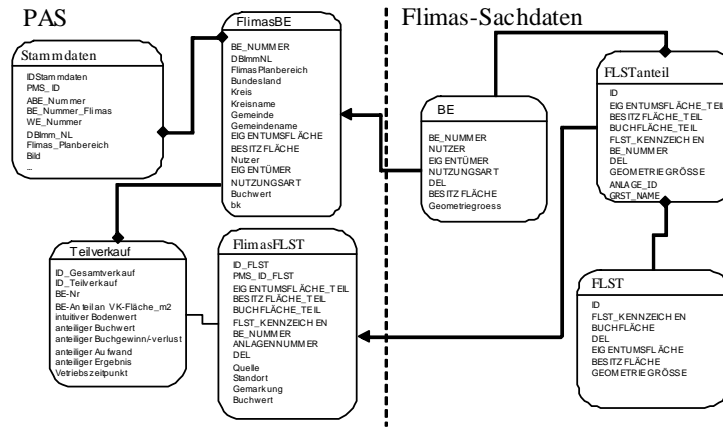 PAS
Flimas-Sachdaten
Stammdaten
IDStammdaten
PMS_ID
ABE_Nummer
BE_Nummer_Flimas
WE_Nummer
DBImm_NL
Flimas_Planbereich
Bild
...
FlimasBE
BE_NUMMER
DBImmNL
FlimasPlanbereich
Bundesland
Kreis
Kreisname
Gemeinde
Gemeindename
EIGENTUMSFLÄCHE
BESITZFLÄCHE
Nutzer
EIGENTÜMER
NUTZUNGSART
Buchwert
bk
Teilverkauf
ID_Gesamtverkauf
ID_Teilverkauf
BE-Nr
BE-Anteil an VK-Fläche_m2
intuitiver Bodenwert
anteiliger Buchwert
anteiliger Buchgewinn/-verlust
anteiliger Aufwand
anteiliger Ergebnis
Vetriebszeitpunkt
FlimasFLST
ID_FLST
PMS_ID_FLST
EIGENTUMSFLÄCHE_TEIL
BESITZFLÄCHE_TEIL
BUCHFLÄCHE_TEIL
FLST_KENNZEICHEN
BE_NUMMER
ANLAGENNUMMER
DEL
Quelle
Standort
Gemarkung
Buchwert
BE
BE_NUMMER
NUTZER
EIGENTÜMER
NUTZUNGSART
DEL
BESITZFLÄCHE
Geometriegroess
FLSTanteil
ID
EIGENTUMSFLÄCHE_TEIL
BESITZFLÄCHE_TEIL
BUCHFLÄCHE_TEIL
FLST_KENNZEICHEN
BE_NUMMER
DEL
GEOMETRIE GRÖSSE
ANLAGE_ID
GRST_NAME
FLST
ID
FLST_KENNZEICHEN
BUCHFLÄCHE
DEL
EIGENTUMSFLÄCHE
BESITZFLÄCHE
GEOMETRIEGRÖSSE